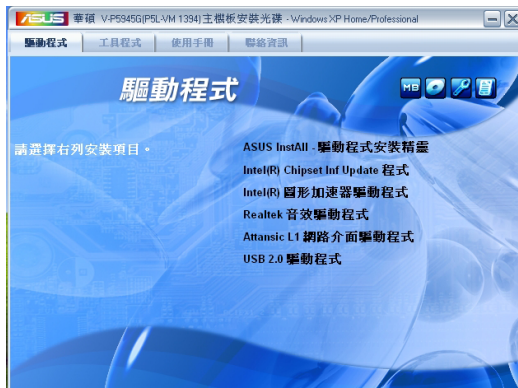 ASUS 華碩 V-P5945G(P5L-VM 1394)主機板安裝光碟 - Windows XP Home/Professional
驅動程式 工具程式 使用手冊 聯絡資訊
驅動程式
MB
請選擇右列安裝項目。
ASUS InstAll - 驅動程式安裝精靈
Intel(R) Chipset Inf Update 程式
Intel(R) 圖形加速器驅動程式
Realtek 音效驅動程式
Attansic L1 網路介面驅動程式
USB 2.0 驅動程式